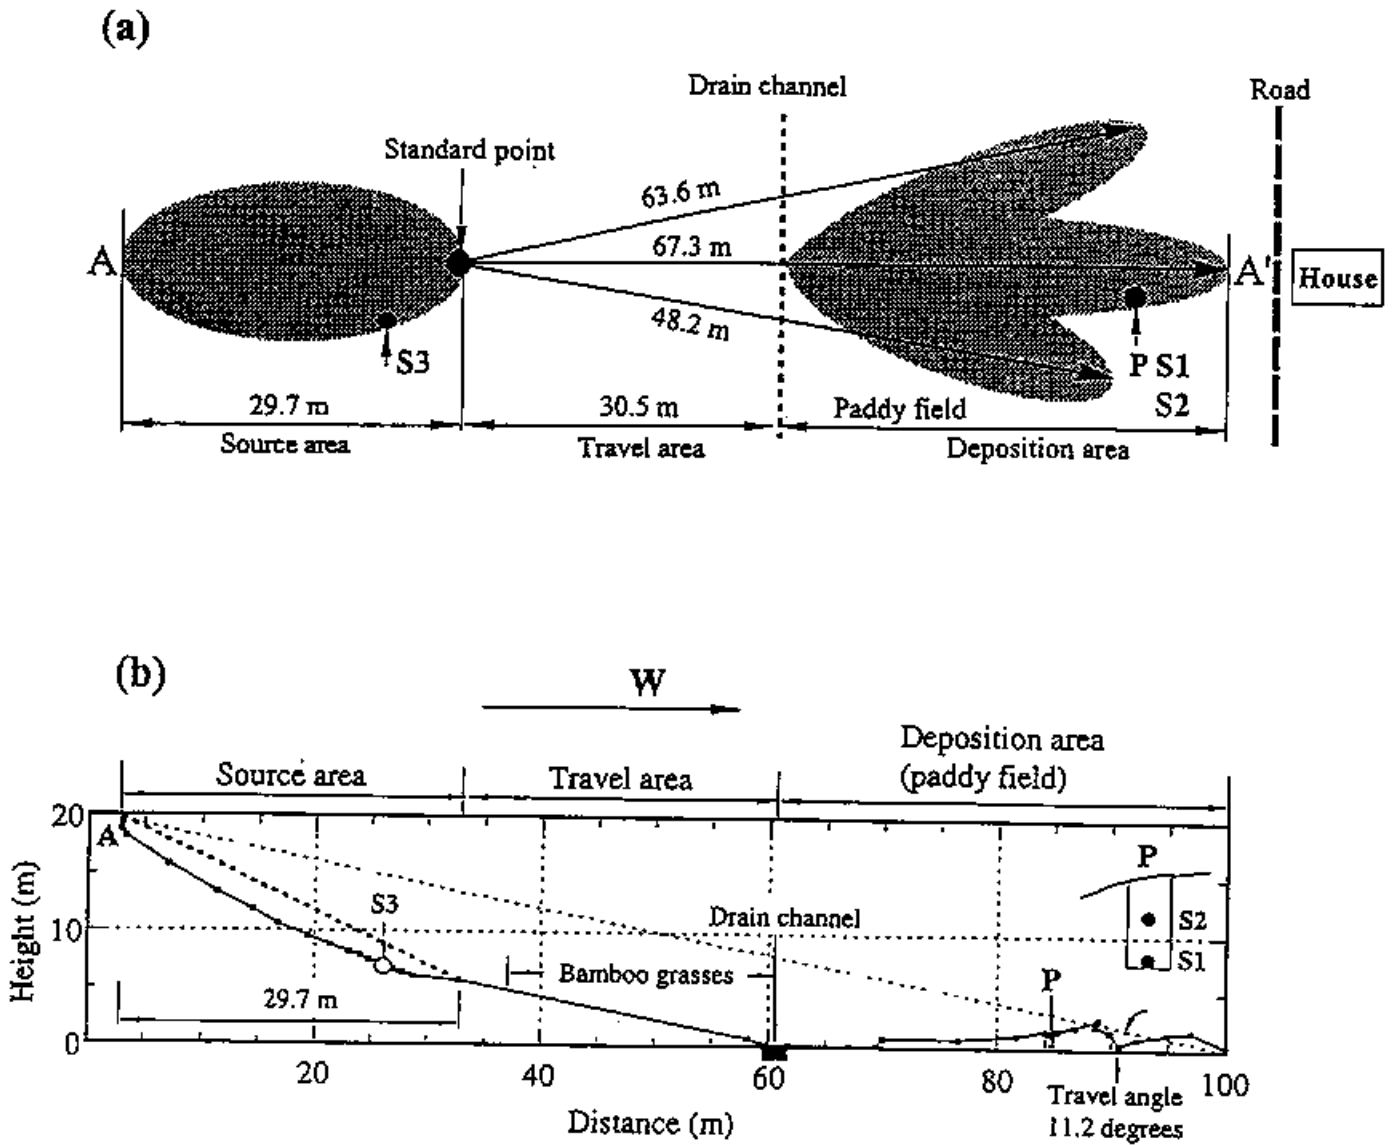 (a)
Drain channel
Road
Standard point
63.6 m
67.3 m
A
A'
House
48.2 m
S3
P S1
S2
29.7 m
30.5 m
Paddy field
Source area
Travel area
Deposition area
(b)
W
Deposition area
(paddy field)
Source area
Travel area
20
A
P
S3
S2
Drain channel
10
S1
Bamboo grasses
P
29.7 m
Height (m)
0
20
40
60
80
100
Travel angle
11.2 degrees
Distance (m)